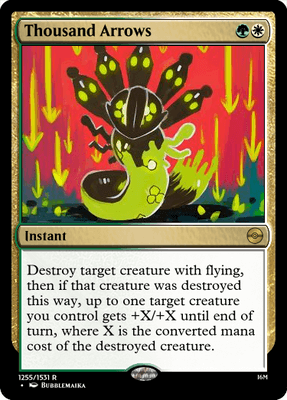 Thousand Arrows
Instant
Destroy target creature with flying,
then if that creature was destroyed
this way, up to one target creature
you control gets +X/+X until end of
turn, where X is the converted mana
cost of the destroyed creature.
1255/1531 R
I6M
• Bubblemaika